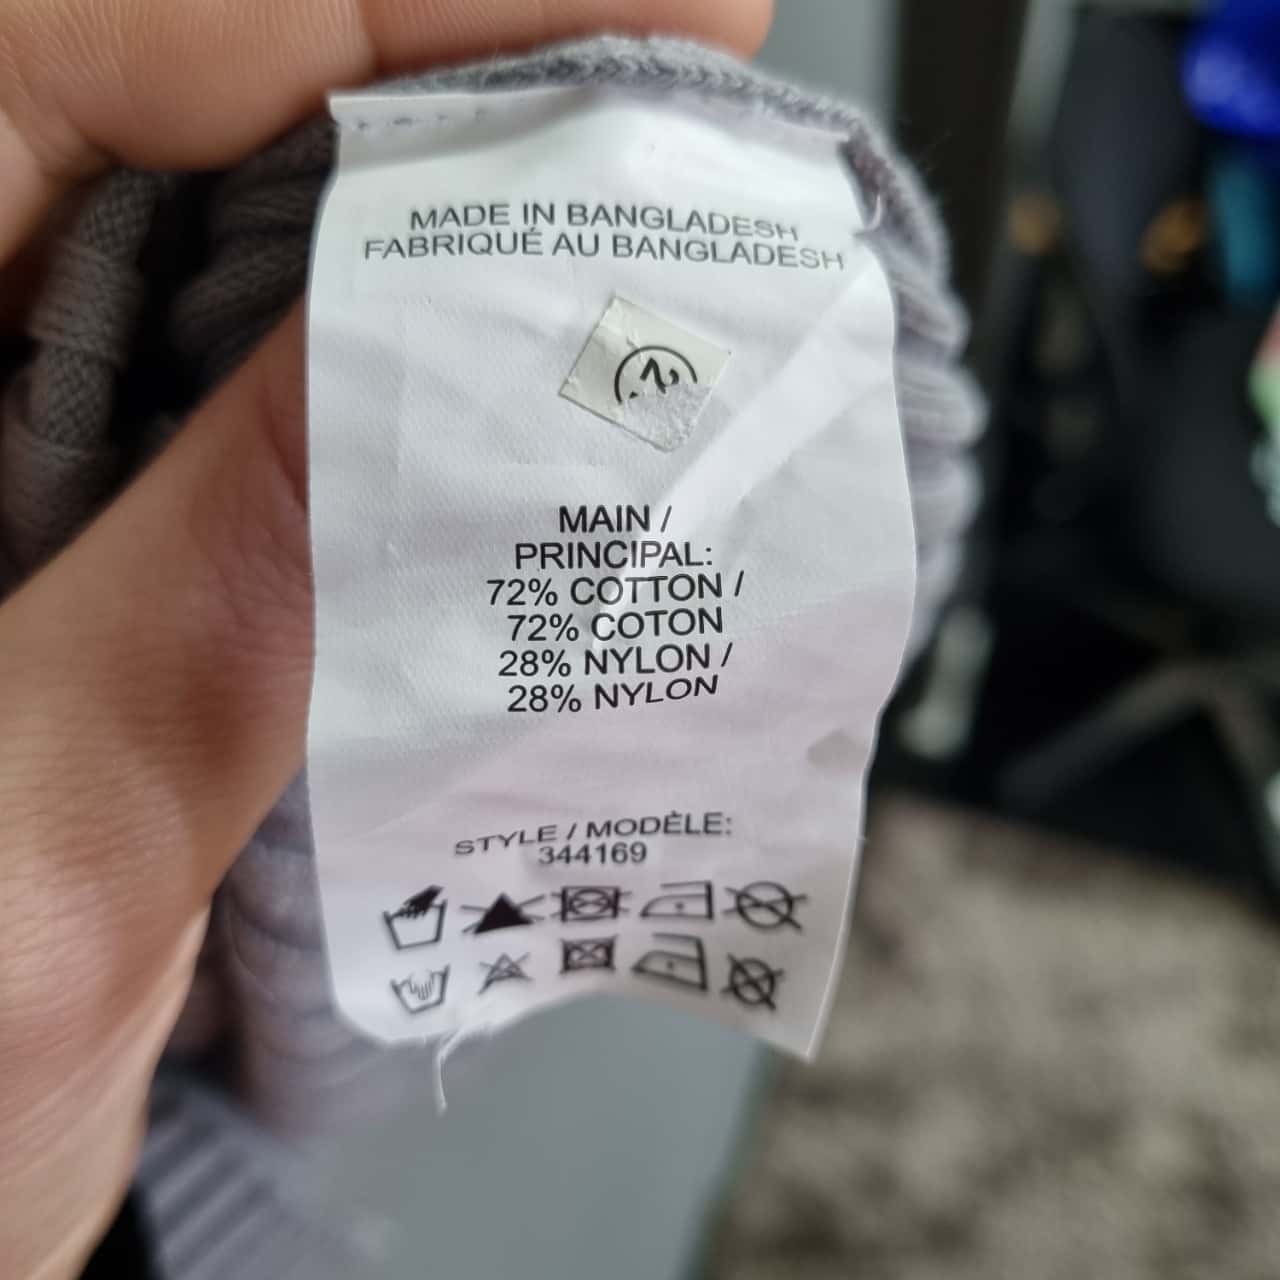 MADE IN BANGLADESH
FABRIQUÉ AU BANGLADESH
MAIN /
PRINCIPAL:
72% COTTON /
72% COTON
28% NYLON /
28% NYLON
STYLE / MODÈLE:
344169